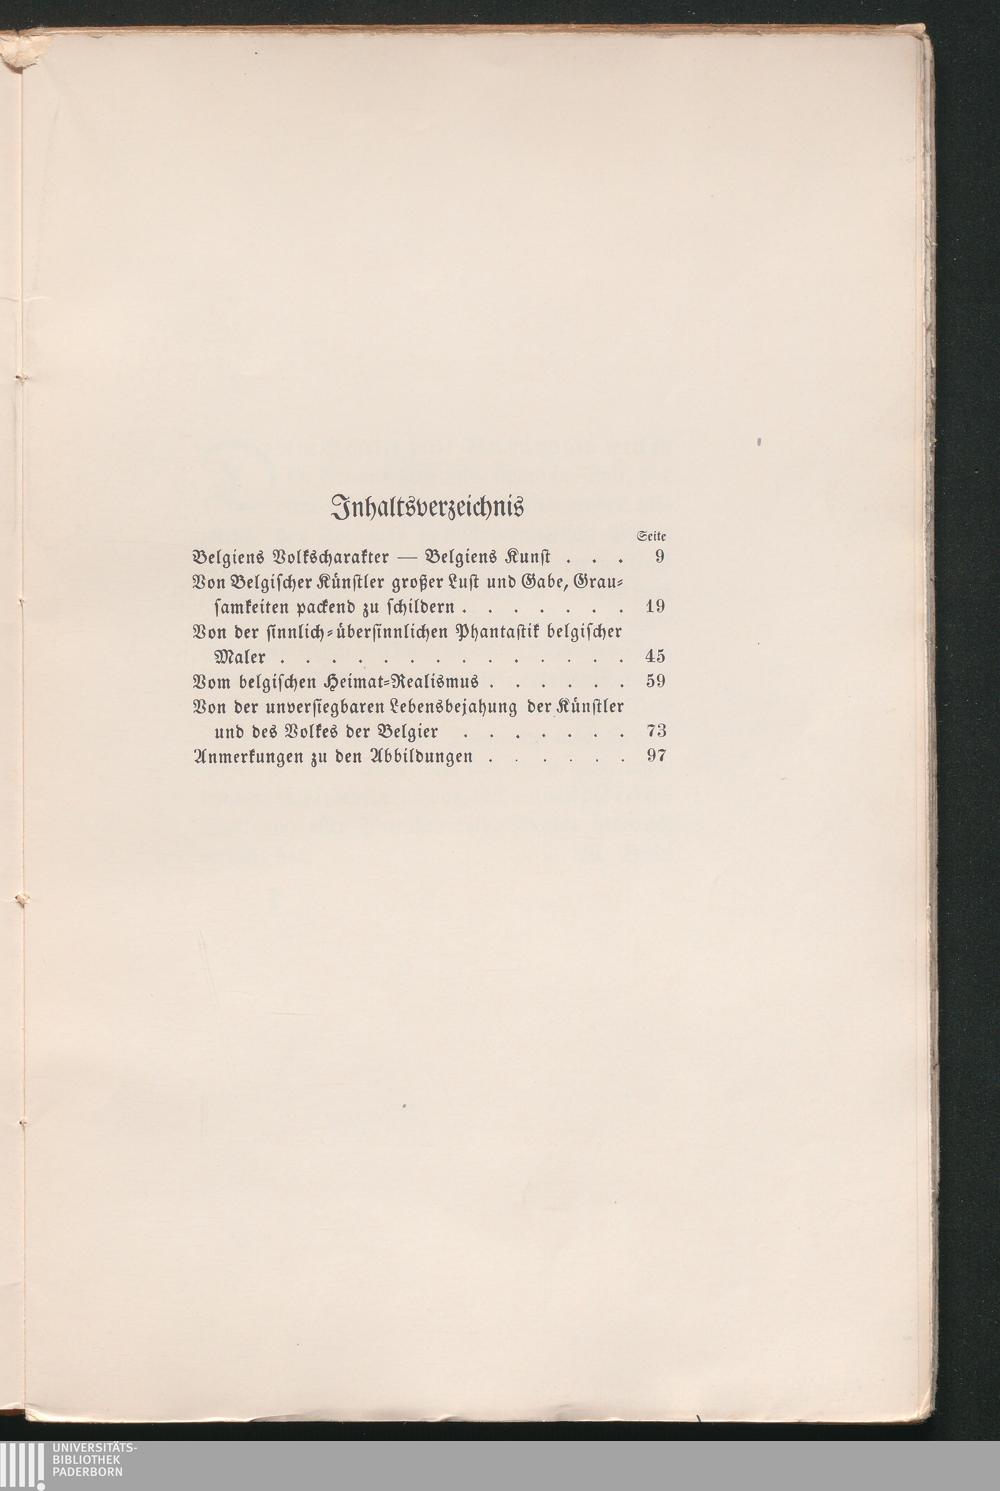 Inhaltsverzeichnis
Seite
Belgiens Volkscharakter — Belgiens Kunst . . . 9
Von Belgischer Künstler großer Lust und Gabe, Grau-
samkeiten packend zu schildern . . . . . . . 19
Von der sinnlich-übersinnlichen Phantastik belgischer
Maler . . . . . . . . . . . . . . 45
Vom belgischen Heimat-Realismus . . . . . . 59
Von der unversiegbaren Lebensbejahung der Künstler
und des Volkes der Belgier . . . . . . . 73
Anmerkungen zu den Abbildungen . . . . . . 97
UNIVERSITÄTS-
BIBLIOTHEK
PADERBORN